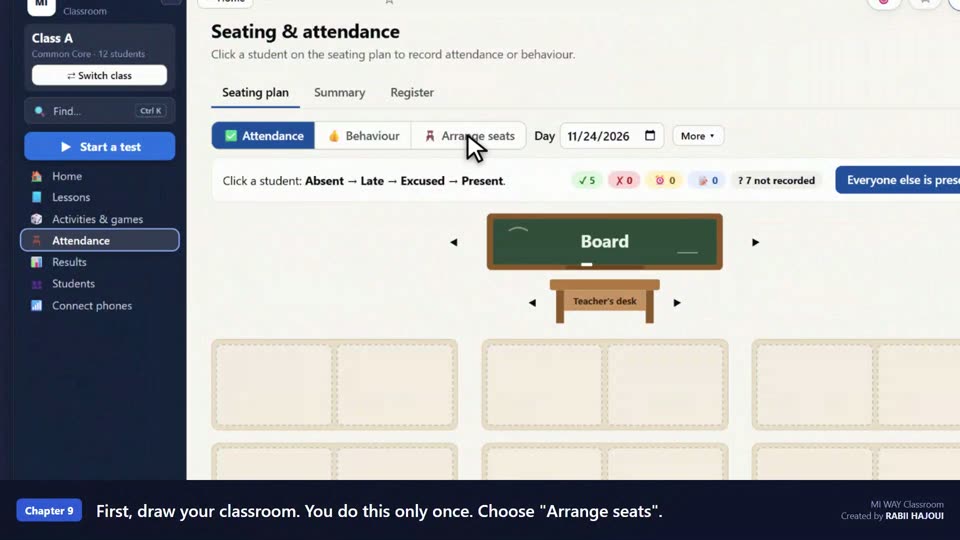 MI
Classroom
Class A
Common Core · 12 students
⇄ Switch class
Find...
Ctrl K
Start a test
Home
Lessons
Activities & games
Attendance
Results
Students
Connect phones
Home
Seating & attendance
Click a student on the seating plan to record attendance or behaviour.
Seating plan
Summary
Register
Attendance
Behaviour
Arrange seats
Day
11/24/2026
More
Click a student: Absent → Late → Excused → Present.
✓ 5
✗ 0
0
0
? 7 not recorded
Everyone else is pres
Board
Teacher's desk
Chapter 9
First, draw your classroom. You do this only once. Choose "Arrange seats".
MI WAY Classroom
Created by RABII HAJOUI